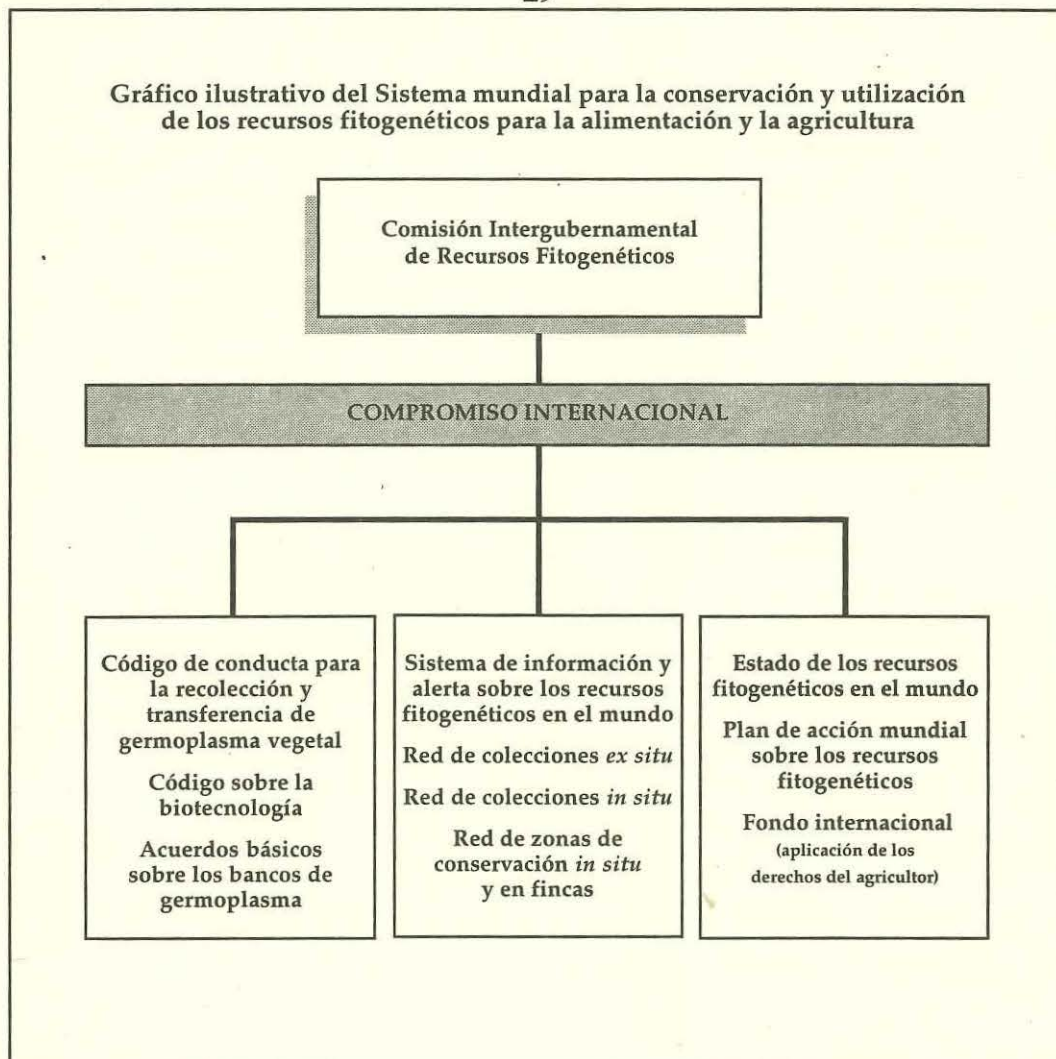 Gráfico ilustrativo del Sistema mundial para la conservación y utilización
de los recursos fitogenéticos para la alimentación y la agricultura
Comisión Intergubernamental
de Recursos Fitogenéticos
COMPROMISO INTERNACIONAL
Código de conducta para
la recolección y
transferencia de
germoplasma vegetal
Código sobre la
biotecnología
Acuerdos básicos
sobre los bancos de
germoplasma
Sistema de información y
alerta sobre los recursos
fitogenéticos en el mundo
Red de colecciones ex situ
Red de colecciones in situ
Red de zonas de
conservación in situ
y en fincas
Estado de los recursos
fitogenéticos en el mundo
Plan de acción mundial
sobre los recursos
fitogenéticos
Fondo internacional
(aplicación de los
derechos del agricultor)